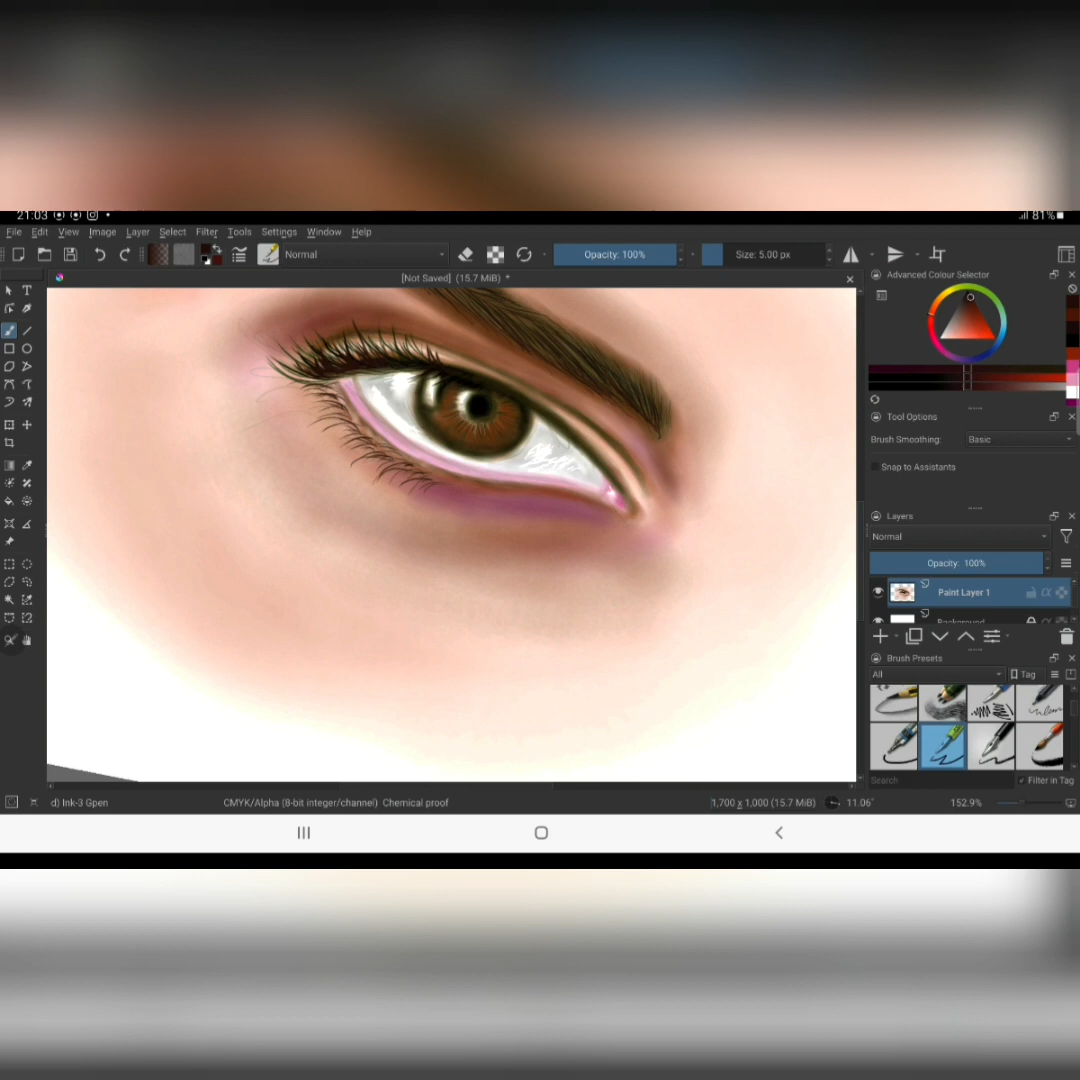 21:03 81%
File Edit View Image Layer Select Filter Tools Settings Window Help
Normal Opacity: 100% Size: 5.00 px
[Not Saved] (15.7 MiB) *
Advanced Colour Selector
Tool Options
Brush Smoothing: Basic
Snap to Assistants
Layers
Normal
Opacity: 100%
Paint Layer 1
Background
Brush Presets
All Tag
Search Filter in Tag
d) Ink-3 Gpen CMYK/Alpha (8-bit integer/channel) Chemical proof 1,700 x 1,000 (15.7 MiB) 11.06° 152.9%